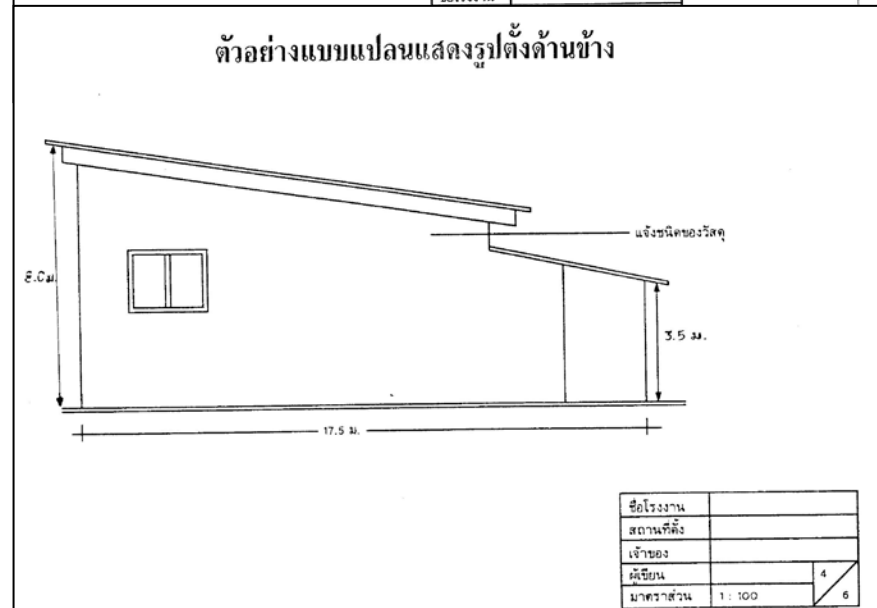 ตัวอย่างแบบแปลนแสดงรูปตั้งด้านข้าง
แจ้งชนิดของวัสดุ
8.0ม.
3.5 ม.
17.5 ม.
ชื่อโรงงาน
สถานที่ตั้ง
เจ้าของ
ผู้เขียน 4
มาตราส่วน 1 : 100 6